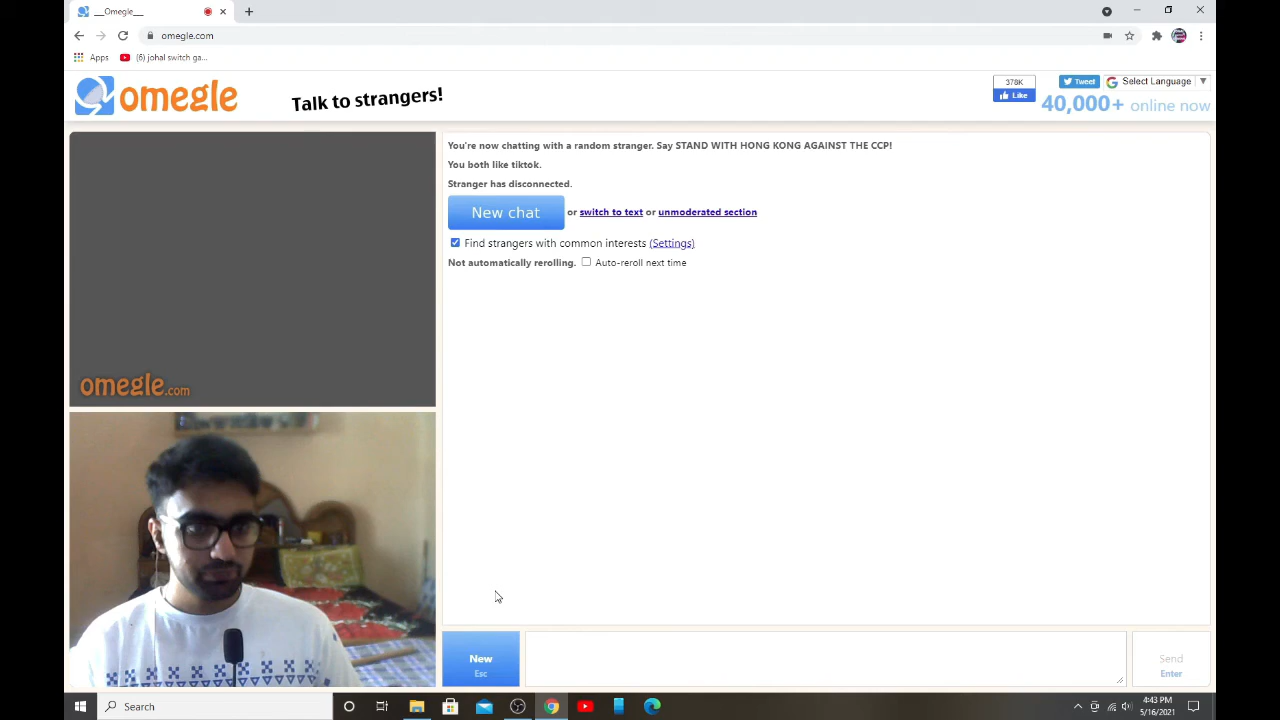 __Omegle__
omegle.com
Apps
(6) johal switch ga...
omegle
Talk to strangers!
378K
Like
Tweet
Select Language
40,000+ online now
You're now chatting with a random stranger. Say STAND WITH HONG KONG AGAINST THE CCP!
You both like tiktok.
Stranger has disconnected.
New chat or switch to text or unmoderated section
Find strangers with common interests (Settings)
Not automatically rerolling. Auto-reroll next time
omegle.com
New
Esc
Send
Enter
Search
4:43 PM
5/16/2021